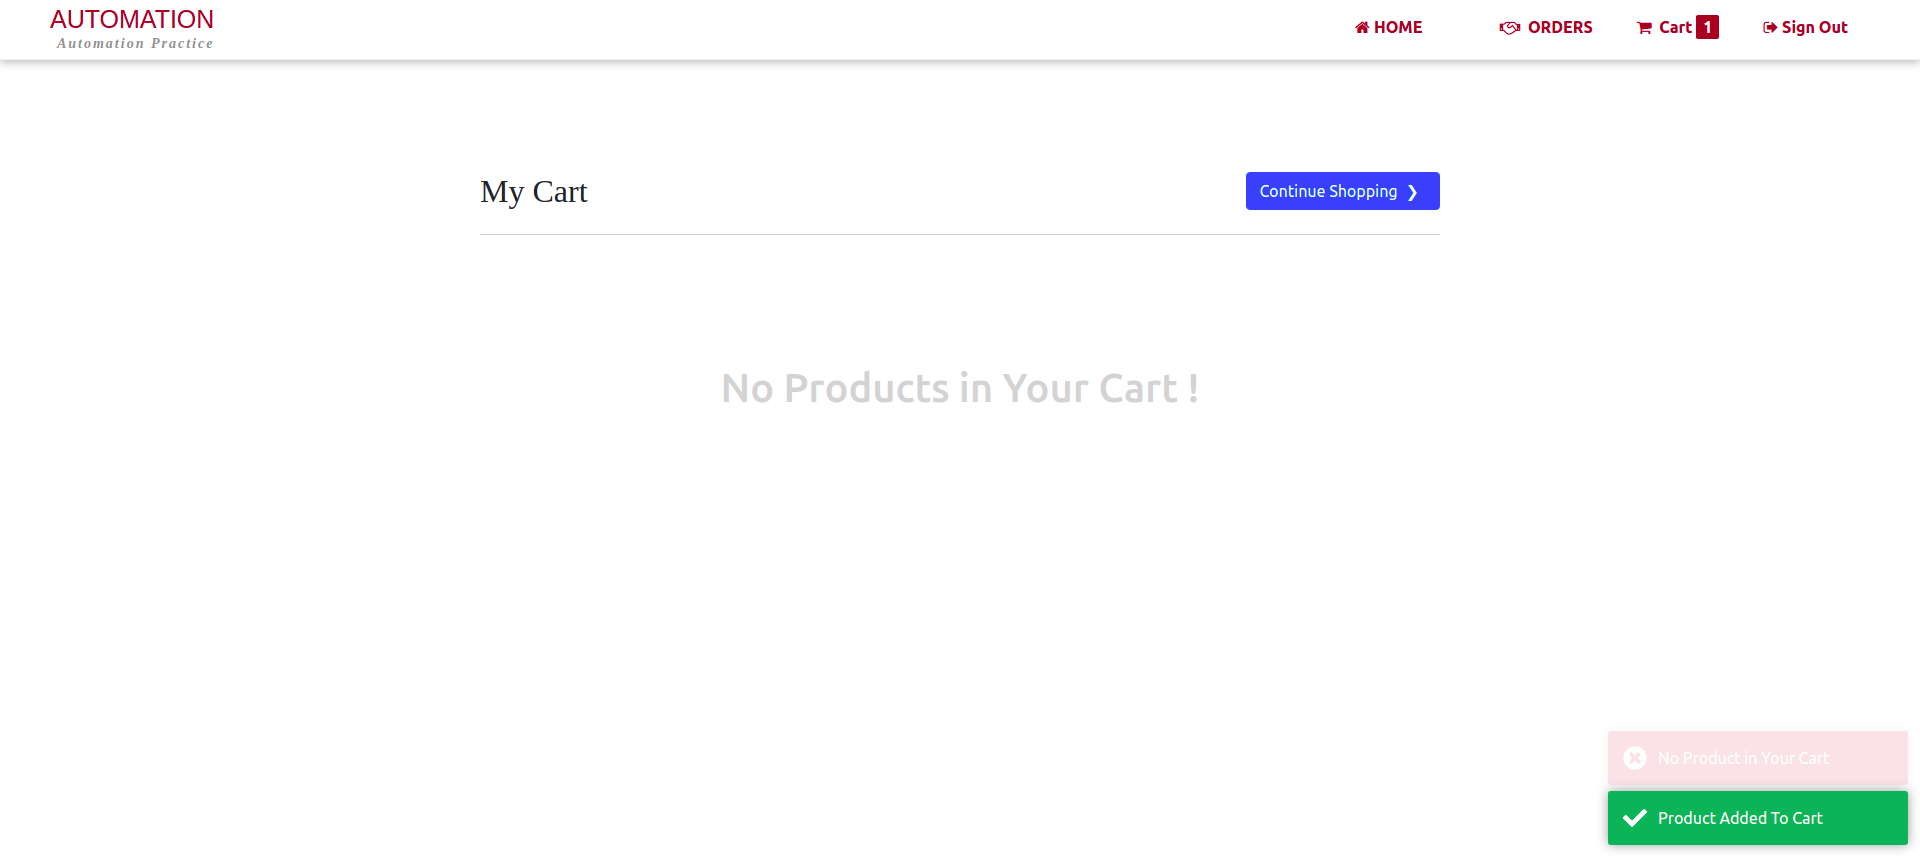 AUTOMATION
Automation Practice
HOME
ORDERS
Cart 1
Sign Out
My Cart
Continue Shopping ❯
No Products in Your Cart !
No Product in Your Cart
Product Added To Cart